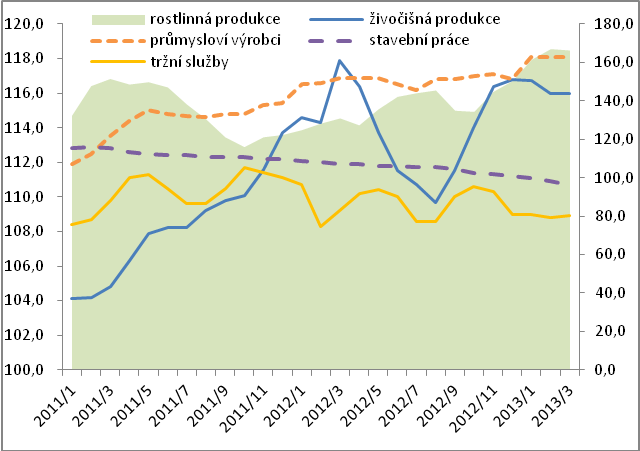 rostlinná produkce živočišná produkce
průmysloví výrobci stavební práce
tržní služby
120,0 180,0
118,0 160,0
116,0 140,0
114,0 120,0
112,0 100,0
110,0 80,0
108,0 60,0
106,0 40,0
104,0 20,0
102,0 0,0
100,0
2011/1 2011/3 2011/5 2011/7 2011/9 2011/11 2012/1 2012/3 2012/5 2012/7 2012/9 2012/11 2013/1 2013/3